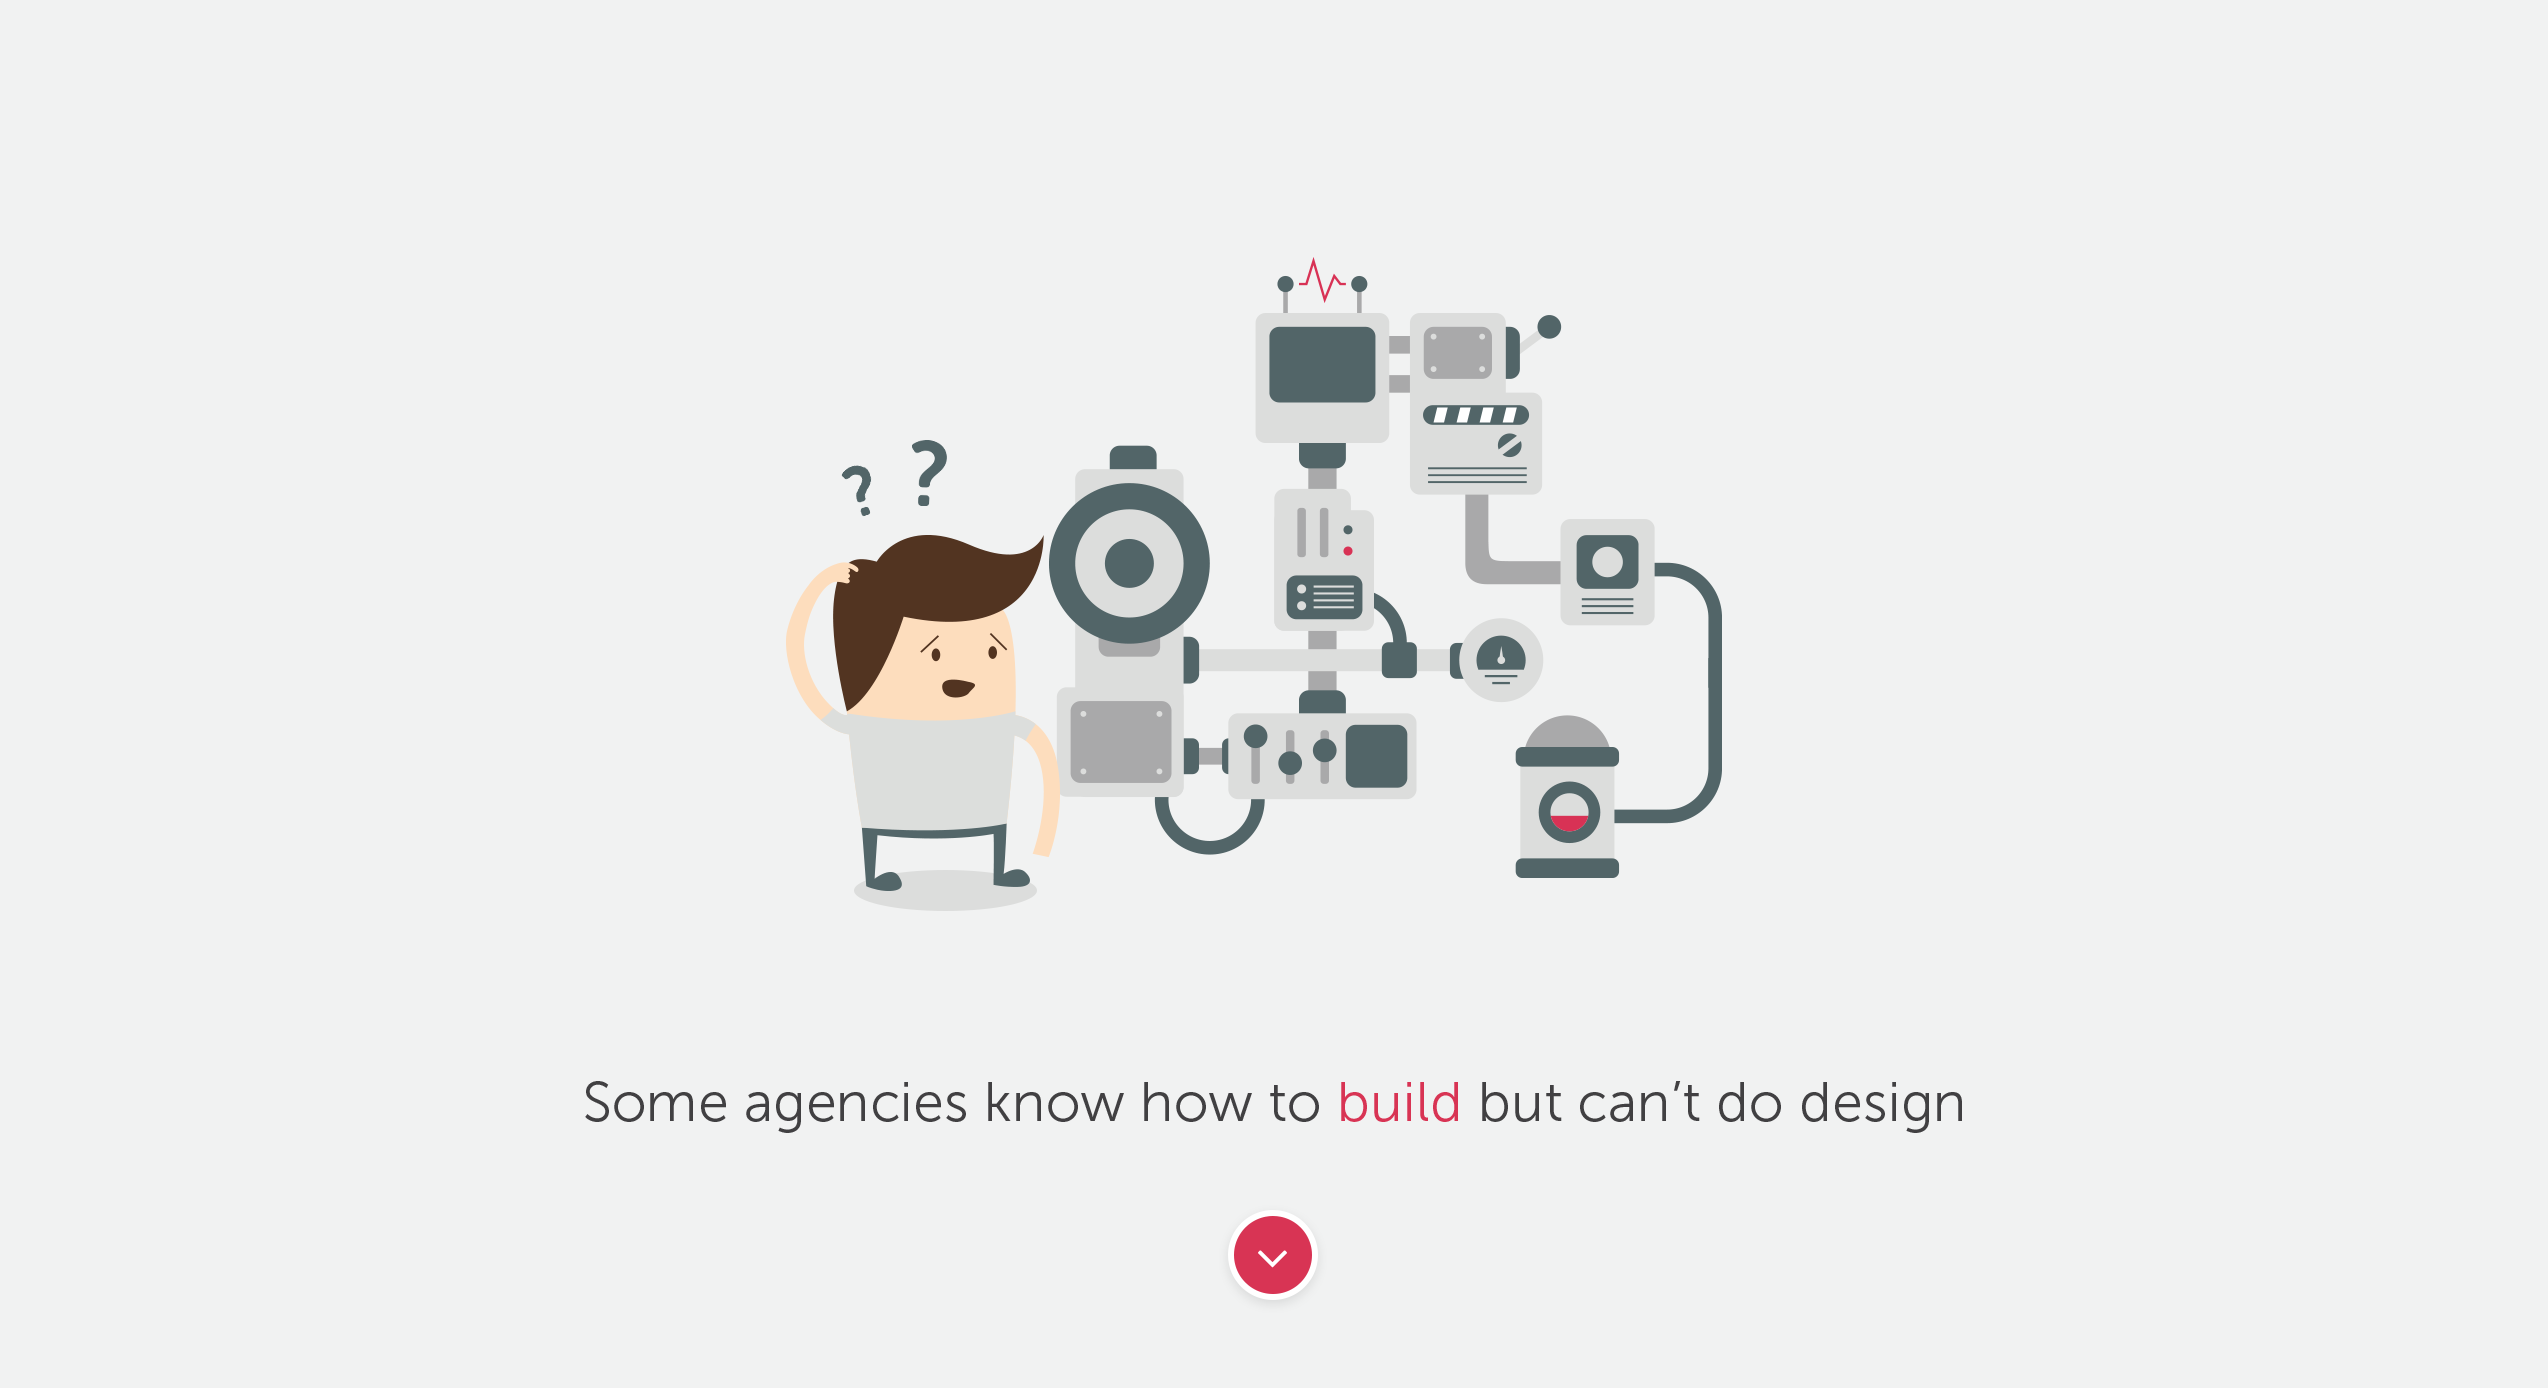 ? ?
Some agencies know how to build but can’t do design